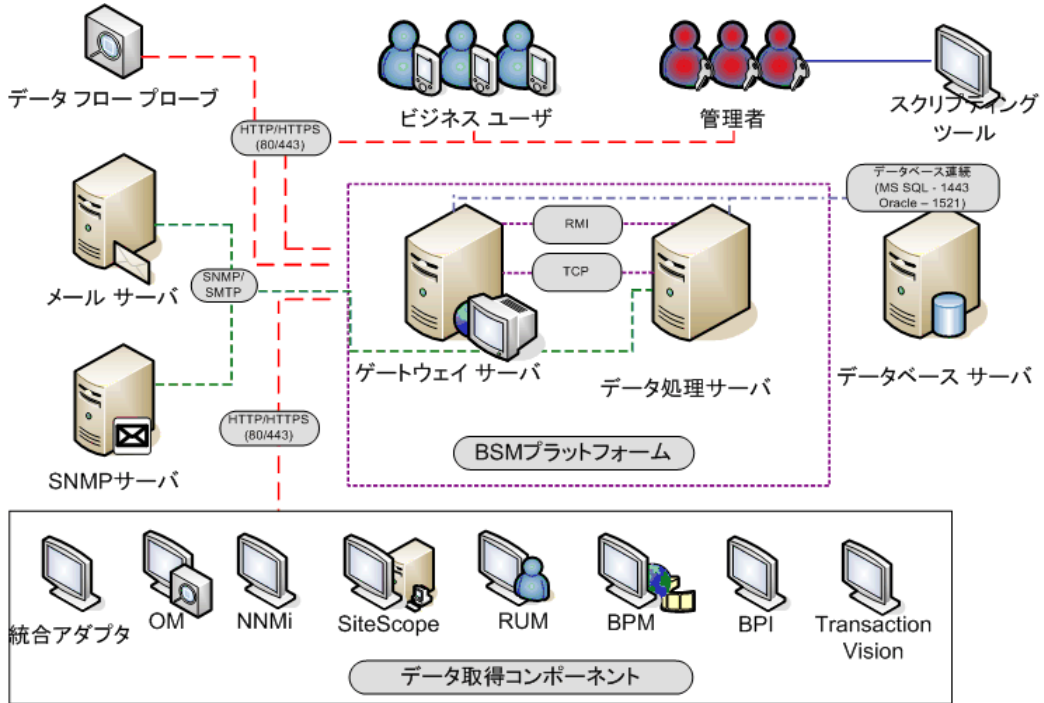 データ フロー プローブ
ビジネス ユーザ
管理者
スクリプティング
ツール
HTTP/HTTPS
(80/443)
データベース連続
(MS SQL - 1443
Oracle – 1521)
RMI
TCP
メール サーバ
SNMP/
SMTP
ゲートウェイ サーバ
データ処理サーバ
データベース サーバ
HTTP/HTTPS
(80/443)
BSMプラットフォーム
SNMPサーバ
統合アダプタ
OM
NNMi
SiteScope
RUM
BPM
BPI
Transaction
Vision
データ取得コンポーネント